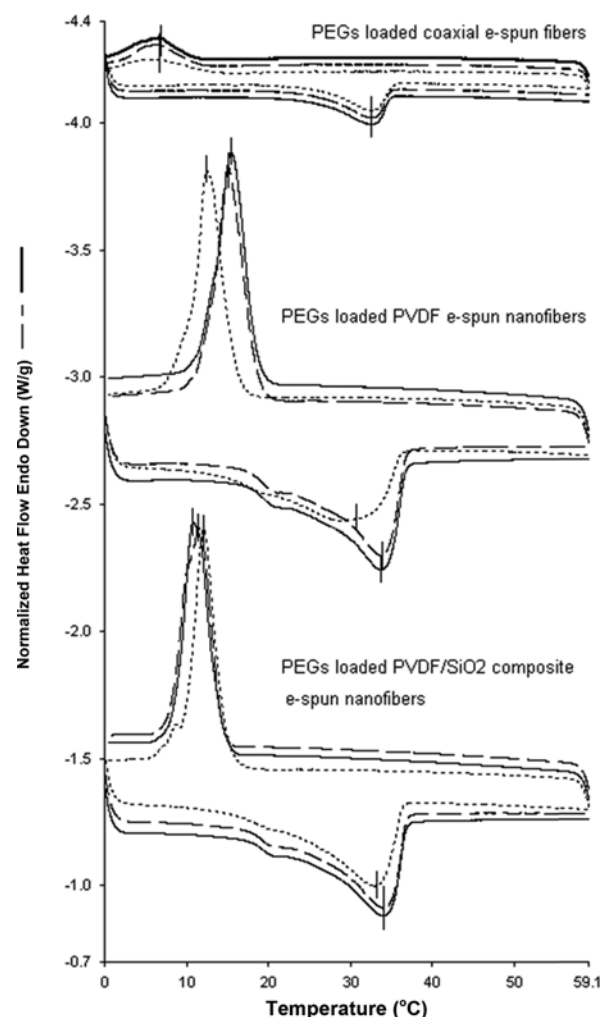 -4.4
PEGs loaded coaxial e-spun fibers
-4.0
-3.5
PEGs loaded PVDF e-spun nanofibers
-3.0
-2.5
-2.0
PEGs loaded PVDF/SiO2 composite
e-spun nanofibers
-1.5
-1.0
-0.7
0 10 20 30 40 50 59.1
Temperature (°C)
Normalized Heat Flow Endo Down (W/g)